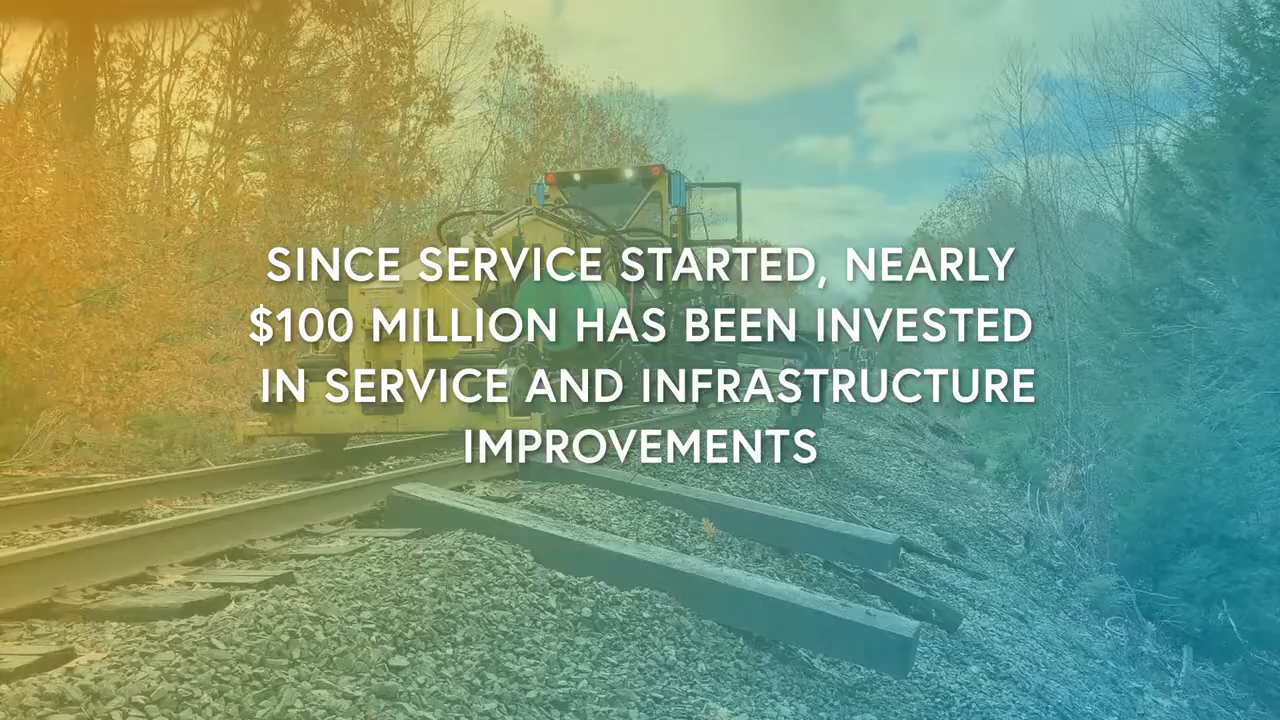 SINCE SERVICE STARTED, NEARLY
$100 MILLION HAS BEEN INVESTED
IN SERVICE AND INFRASTRUCTURE
IMPROVEMENTS